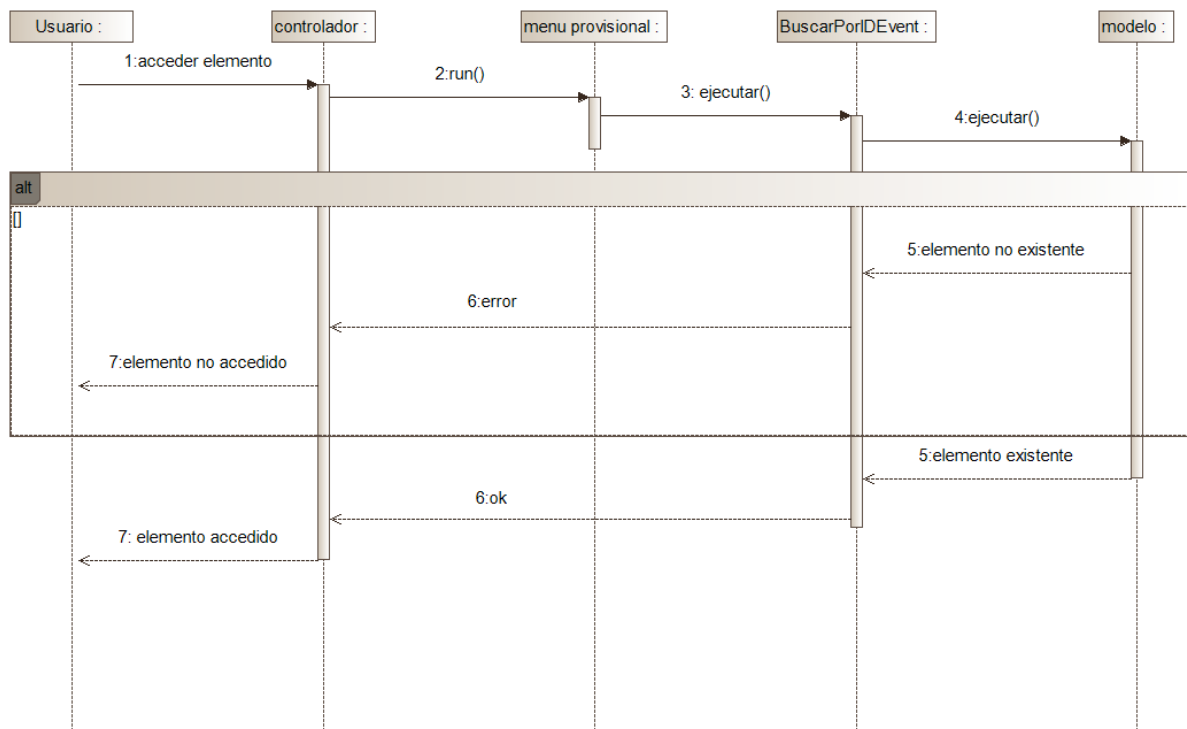 Usuario :
controlador :
menu provisional :
BuscarPorIDEvent :
modelo :
1:acceder elemento
2:run()
3: ejecutar()
4:ejecutar()
alt
[]
5:elemento no existente
6:error
7:elemento no accedido
5:elemento existente
6:ok
7: elemento accedido